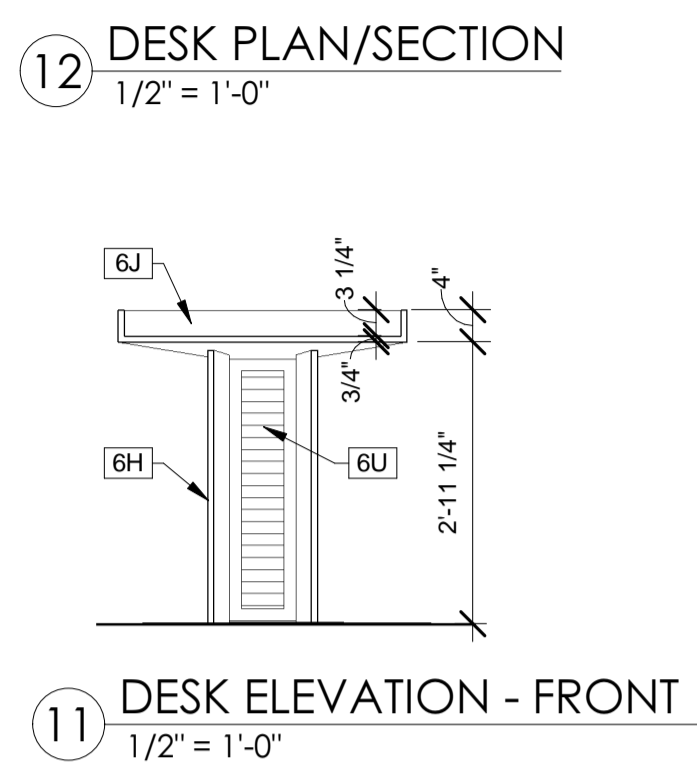 12 DESK PLAN/SECTION
1/2" = 1'-0"
6J
3 1/4"
4"
3/4"
6H
6U
2'-11 1/4"
11 DESK ELEVATION - FRONT
1/2" = 1'-0"